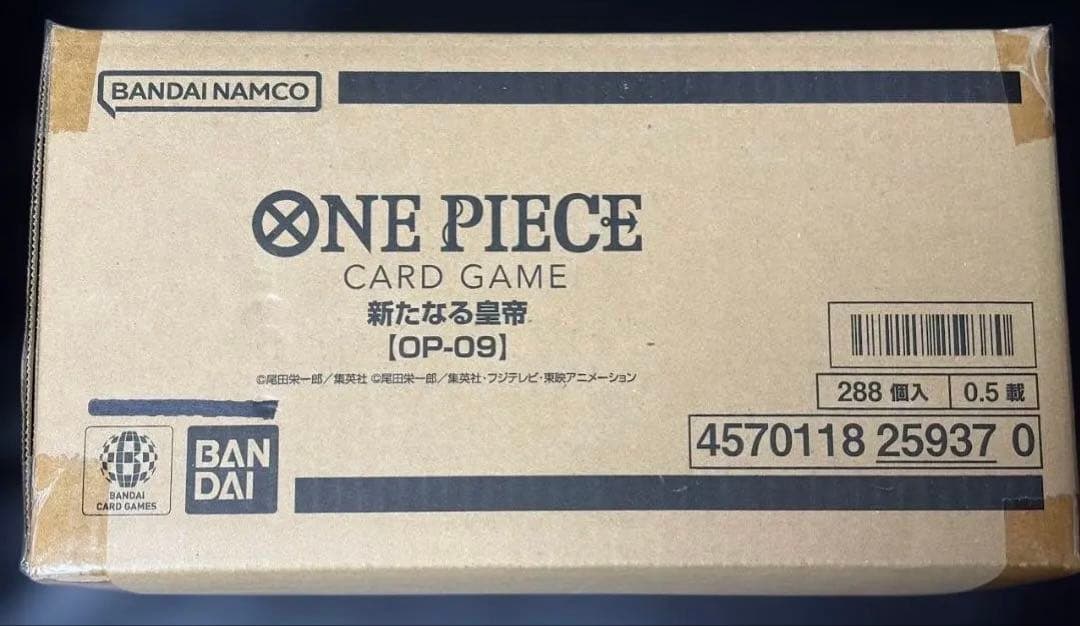 BANDAI NAMCO
ONE PIECE
CARD GAME
新たなる皇帝
【OP-09】
©尾田栄一郎／集英社 ©尾田栄一郎／集英社・フジテレビ・東映アニメーション
288 個入 0.5 載
4570118 25937 0
BANDAI
CARD GAMES
BAN
DAI